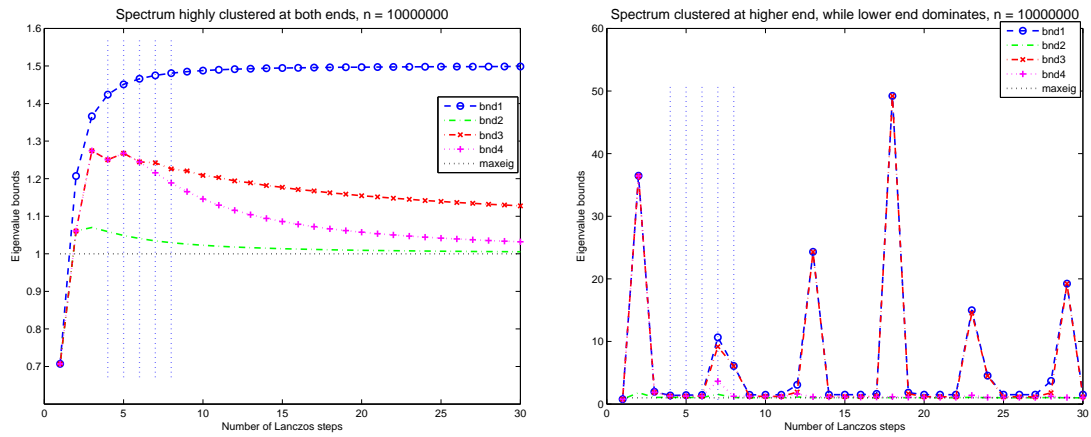 Spectrum highly clustered at both ends, n = 10000000
1.6
1.5
1.4
1.3
1.2
1.1
1
0.9
0.8
0.7
Eigenvalue bounds
0
5
10
15
20
25
30
Number of Lanczos steps
bnd1
bnd2
bnd3
bnd4
maxeig
Spectrum clustered at higher end, while lower end dominates, n = 10000000
60
50
40
30
20
10
0
Eigenvalue bounds
0
5
10
15
20
25
30
Number of Lanczos steps
bnd1
bnd2
bnd3
bnd4
maxeig